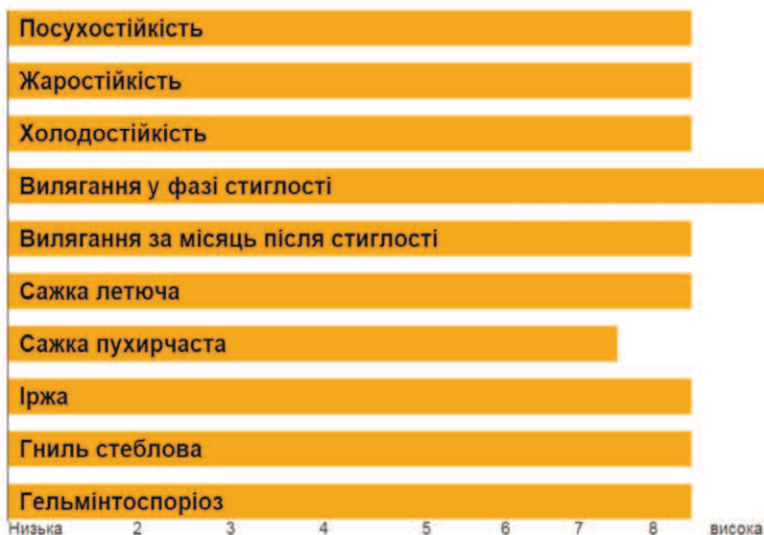 Посухостійкість
Жаростійкість
Холодостійкість
Вилягання у фазі стиглості
Вилягання за місяць після стиглості
Сажка летюча
Сажка пухирчаста
Іржа
Гниль стеблова
Гельмінтоспоріоз
Низька 2 3 4 5 6 7 8 висока